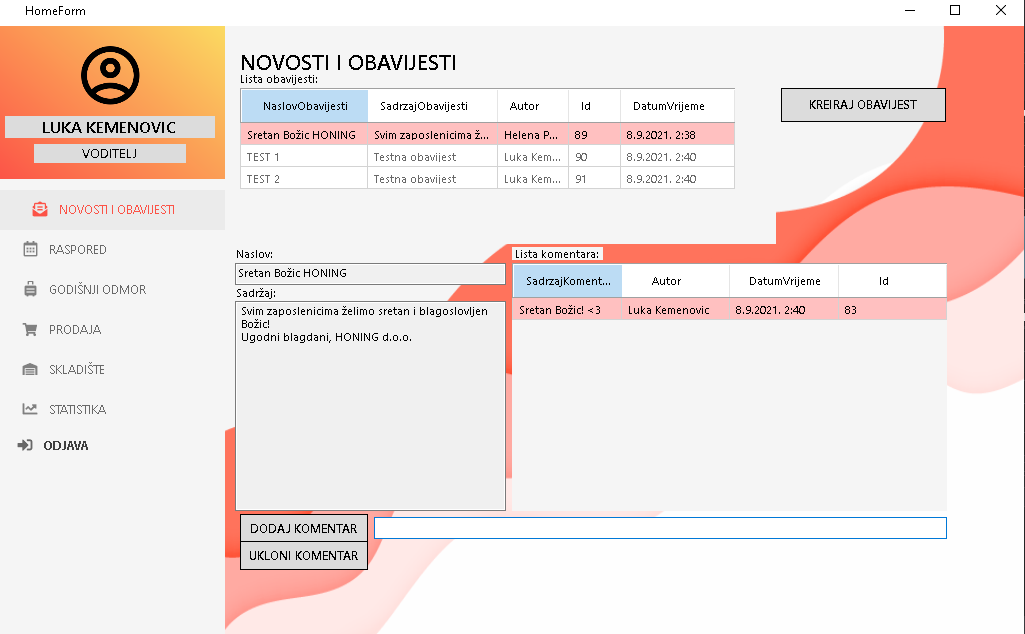 HomeForm
LUKA KEMENOVIC
VODITELJ
NOVOSTI I OBAVIJESTI
RASPORED
GODIŠNJI ODMOR
PRODAJA
SKLADIŠTE
STATISTIKA
ODJAVA
NOVOSTI I OBAVIJESTI
Lista obavijesti:
NaslovObavijesti SadrzajObavijesti Autor Id DatumVrijeme
Sretan Božic HONING Svim zaposlenicima ž... Helena P... 89 8.9.2021. 2:38
TEST 1 Testna obavijest Luka Kem... 90 8.9.2021. 2:40
TEST 2 Testna obavijest Luka Kem... 91 8.9.2021. 2:40
KREIRAJ OBAVIJEST
Naslov:
Sretan Božic HONING
Sadržaj:
Svim zaposlenicima želimo sretan i blagoslovljen
Božic!
Ugodni blagdani, HONING d.o.o.
Lista komentara:
SadrzajKoment... Autor DatumVrijeme Id
Sretan Božic! <3 Luka Kemenovic 8.9.2021. 2:40 83
DODAJ KOMENTAR
UKLONI KOMENTAR